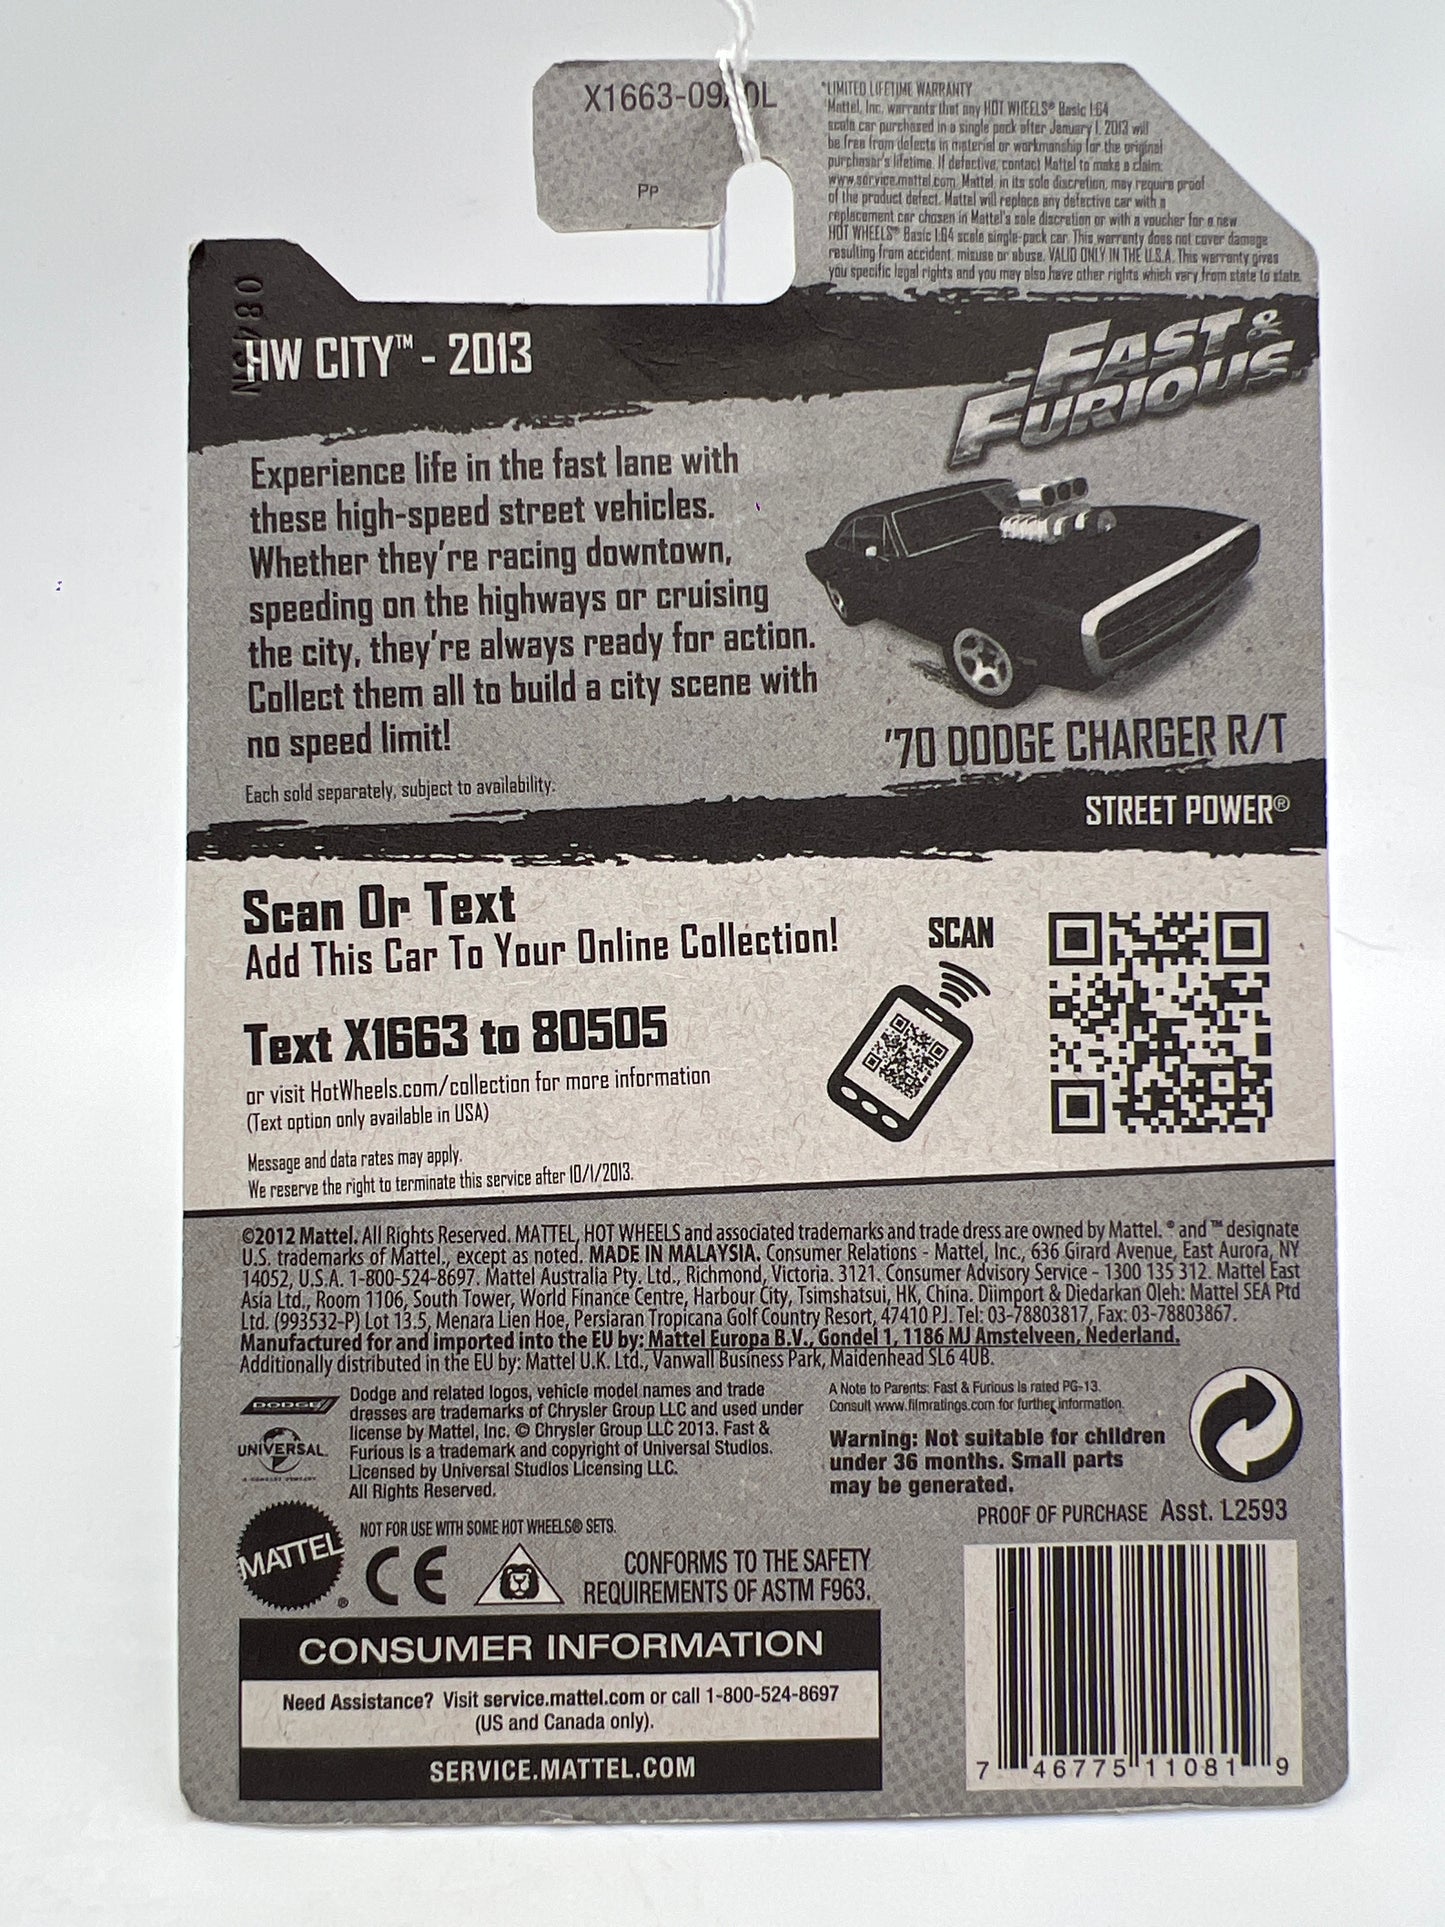 Pp
*LIMITED LIFETIME WARRANTY
Mattel, Inc. warrants that any HOT WHEELS® Basic 1:64
scale car purchased in a single pack after January 1, 2013 will
be free from defects in material or workmanship for the original
purchaser's lifetime. If defective, contact Mattel to make a claim.
www.service.mattel.com. Mattel, in its sole discretion, may require proof
of the product defect. Mattel will replace any defective car with a
replacement car chosen in Mattel's sole discretion or with a voucher for a new
HOT WHEELS® Basic 1:64 scale single-pack car. This warranty does not cover damage
resulting from accident, misuse or abuse. VALID ONLY IN THE U.S.A. This warranty gives
you specific legal rights and you may also have other rights which vary from state to state.
HW CITY™ - 2013
FAST &
FURIOUS
Experience life in the fast lane with
these high-speed street vehicles.
Whether they're racing downtown,
speeding on the highways or cruising
the city, they're always ready for action.
Collect them all to build a city scene with
no speed limit!
Each sold separately, subject to availability.
'70 DODGE CHARGER R/T
STREET POWER®
Scan Or Text
Add This Car To Your Online Collection!
Text X1663 to 80505
or visit HotWheels.com/collection for more information
(Text option only available in USA)
Message and data rates may apply.
We reserve the right to terminate this service after 10/1/2013.
SCAN
©2012 Mattel. All Rights Reserved. MATTEL, HOT WHEELS and associated trademarks and trade dress are owned by Mattel. ® and ™ designate
U.S. trademarks of Mattel., except as noted. MADE IN MALAYSIA. Consumer Relations - Mattel, Inc., 636 Girard Avenue, East Aurora, NY
14052, U.S.A. 1-800-524-8697. Mattel Australia Pty. Ltd., Richmond, Victoria. 3121. Consumer Advisory Service - 1300 135 312. Mattel East
Asia Ltd., Room 1106, South Tower, World Finance Centre, Harbour City, Tsimshatsui, HK, China. Diimport & Diedarkan Oleh: Mattel SEA Ptd
Ltd. (993532-P) Lot 13.5, Menara Lien Hoe, Persiaran Tropicana Golf Country Resort, 47410 PJ. Tel: 03-78803817, Fax: 03-78803867.
Manufactured for and imported into the EU by: Mattel Europa B.V., Gondel 1, 1186 MJ Amstelveen, Nederland.
Additionally distributed in the EU by: Mattel U.K. Ltd., Vanwall Business Park, Maidenhead SL6 4UB.
DODGE
UNIVERSAL
Dodge and related logos, vehicle model names and trade
dresses are trademarks of Chrysler Group LLC and used under
license by Mattel, Inc. © Chrysler Group LLC 2013. Fast &
Furious is a trademark and copyright of Universal Studios.
Licensed by Universal Studios Licensing LLC.
All Rights Reserved.
A Note to Parents: Fast & Furious is rated PG-13.
Consult www.filmratings.com for further information.
Warning: Not suitable for children
under 36 months. Small parts
may be generated.
PROOF OF PURCHASE Asst. L2593
MATTEL®
NOT FOR USE WITH SOME HOT WHEELS® SETS.
CE
CONFORMS TO THE SAFETY
REQUIREMENTS OF ASTM F963.
CONSUMER INFORMATION
Need Assistance? Visit service.mattel.com or call 1-800-524-8697
(US and Canada only).
SERVICE.MATTEL.COM
7 46775 11081 9